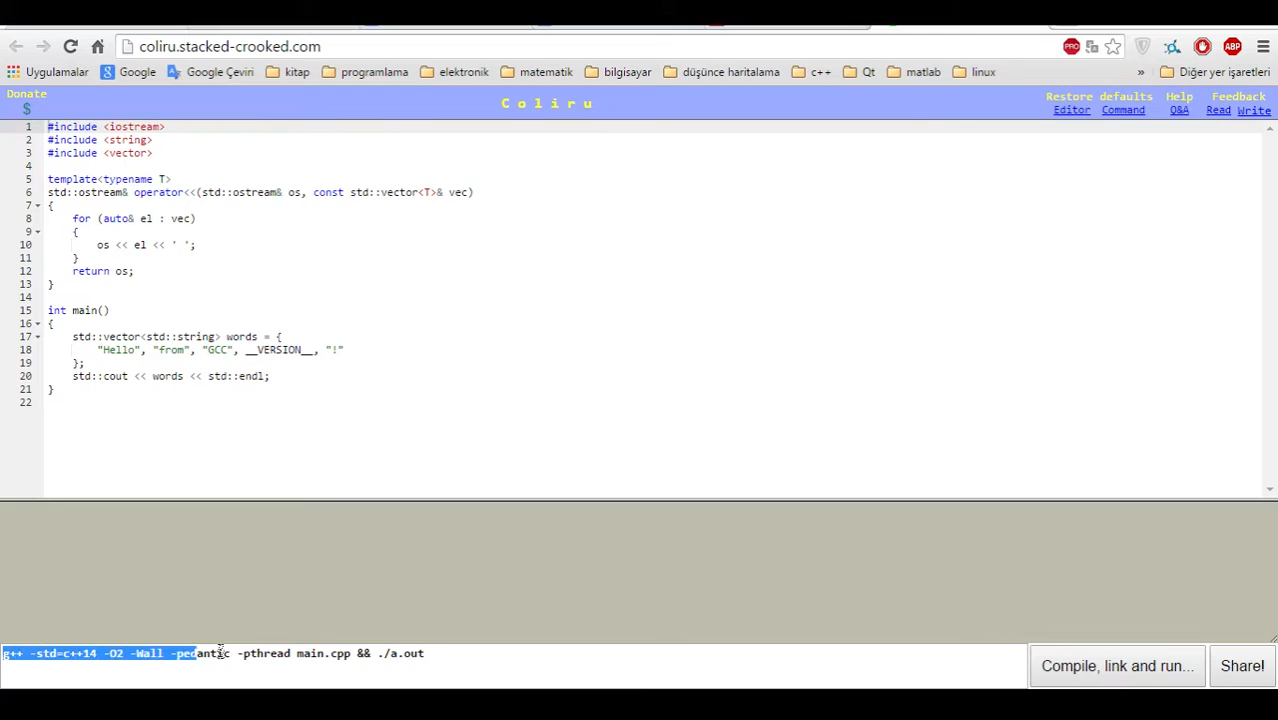 coliru.stacked-crooked.com
PRO
ABP
Uygulamalar Google Google Çeviri kitap programlama elektronik matematik bilgisayar düşünce haritalama c++ Qt matlab linux » Diğer yer işaretleri
Donate
$
Coliru
Restore defaults
Editor Command
Help
Q&A
Feedback
Read Write
1 #include <iostream>
2 #include <string>
3 #include <vector>
4
5 template<typename T>
6 std::ostream& operator<<(std::ostream& os, const std::vector<T>& vec)
7 {
8     for (auto& el : vec)
9     {
10         os << el << ' ';
11     }
12     return os;
13 }
14
15 int main()
16 {
17     std::vector<std::string> words = {
18         "Hello", "from", "GCC", __VERSION__, "!"
19     };
20     std::cout << words << std::endl;
21 }
22
g++ -std=c++14 -O2 -Wall -pedantic -pthread main.cpp && ./a.out
Compile, link and run...
Share!